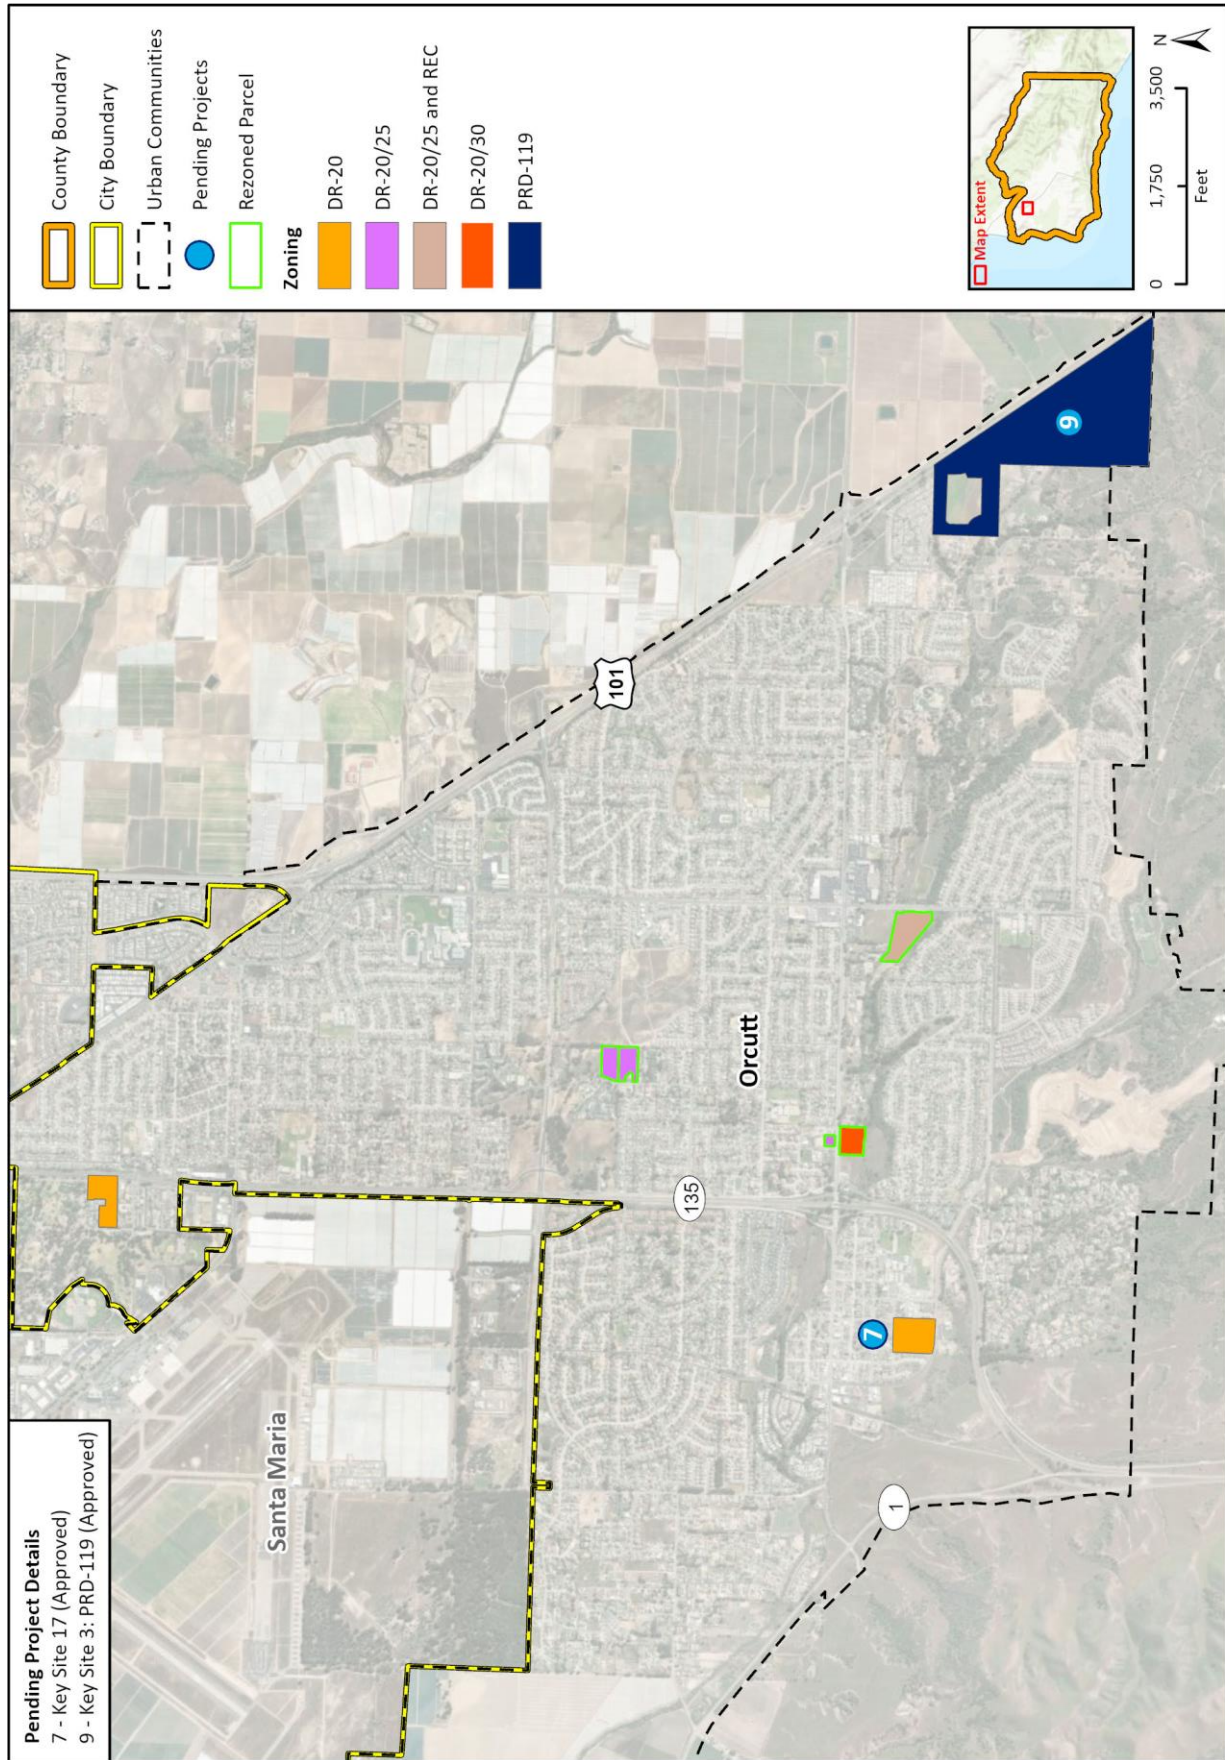 Pending Project Details
7 - Key Site 17 (Approved)
9 - Key Site 3: PRD-119 (Approved)
Santa Maria
Orcutt
101
135
1
7
9
County Boundary
City Boundary
Urban Communities
Pending Projects
Rezoned Parcel
Zoning
DR-20
DR-20/25
DR-20/25 and REC
DR-20/30
PRD-119
Map Extent
0 1,750 3,500
Feet
N